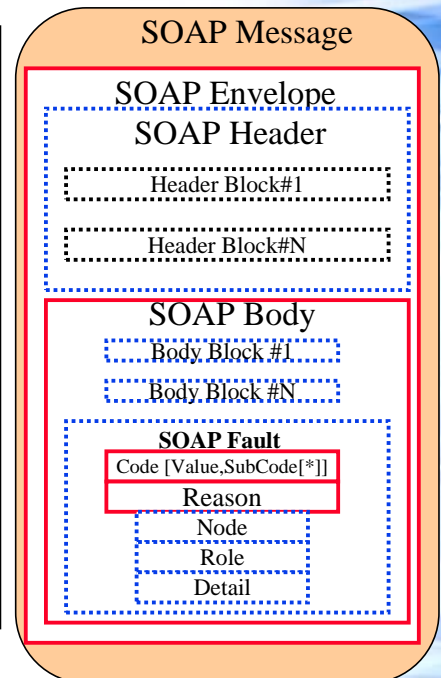 SOAP Message
SOAP Envelope
SOAP Header
Header Block#1
Header Block#N
SOAP Body
Body Block #1
Body Block #N
SOAP Fault
Code [Value,SubCode[*]]
Reason
Node
Role
Detail